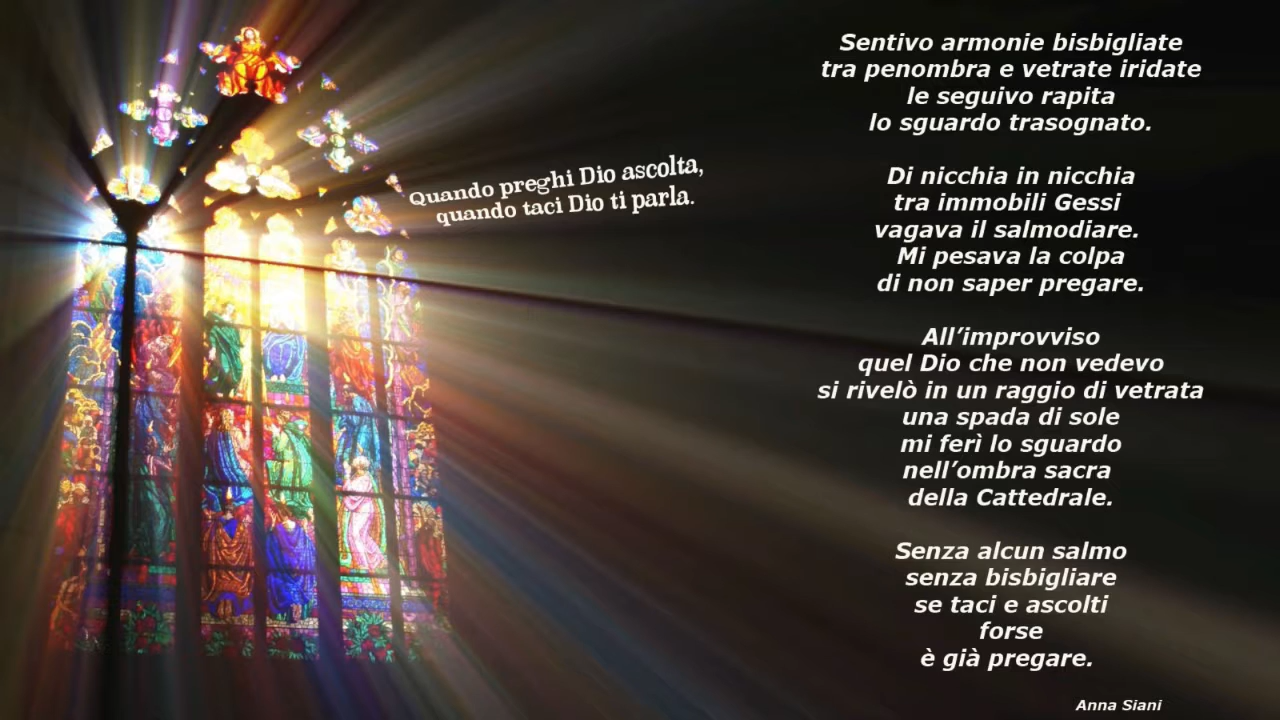 Quando preghi Dio ascolta,
quando taci Dio ti parla.
Sentivo armonie bisbigliate
tra penombra e vetrate iridate
le seguivo rapita
lo sguardo trasognato.
Di nicchia in nicchia
tra immobili Gessi
vagava il salmodiare.
Mi pesava la colpa
di non saper pregare.
All’improvviso
quel Dio che non vedevo
si rivelò in un raggio di vetrata
una spada di sole
mi ferì lo sguardo
nell’ombra sacra
della Cattedrale.
Senza alcun salmo
senza bisbigliare
se taci e ascolti
forse
è già pregare.
Anna Siani